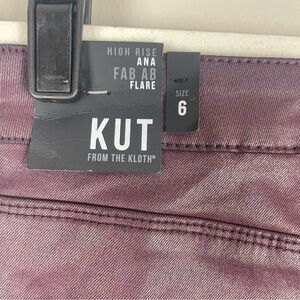 HIGH RISE
ANA
FAB AB
FLARE
SIZE
6
KUT
FROM THE KLOTH®